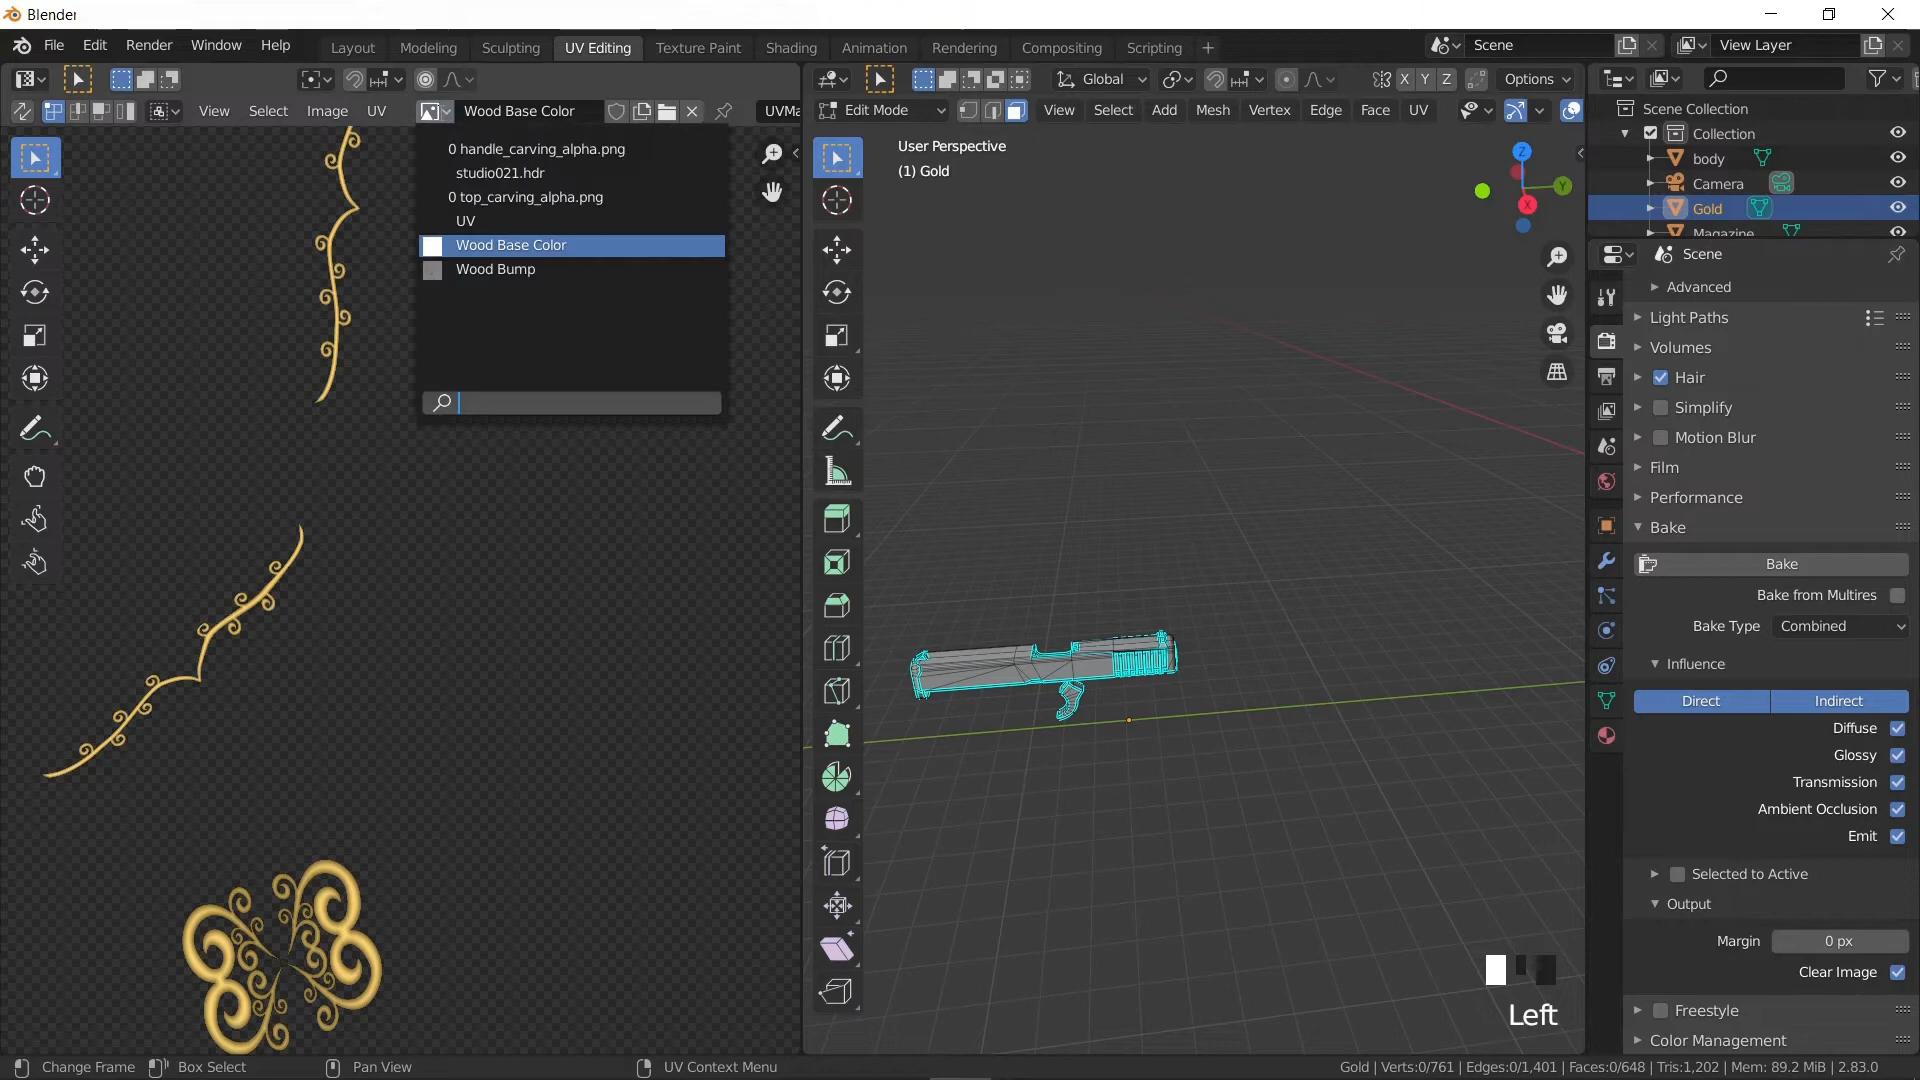 Blender
File Edit Render Window Help
Layout Modeling Sculpting UV Editing Texture Paint Shading Animation Rendering Compositing Scripting +
Scene
View Layer
Global
X Y Z
Options
View Select Image UV
Wood Base Color
UVMa
Edit Mode
View Select Add Mesh Vertex Edge Face UV
0 handle_carving_alpha.png
studio021.hdr
0 top_carving_alpha.png
UV
Wood Base Color
Wood Bump
User Perspective
(1) Gold
Z
Y
X
Scene Collection
Collection
body
Camera
Gold
Magazine
Scene
Advanced
Light Paths
Volumes
Hair
Simplify
Motion Blur
Film
Performance
Bake
Bake
Bake from Multires
Bake Type Combined
Influence
Direct Indirect
Diffuse
Glossy
Transmission
Ambient Occlusion
Emit
Selected to Active
Output
Margin 0 px
Clear Image
Freestyle
Color Management
Left
Change Frame Box Select Pan View UV Context Menu
Gold | Verts:0/761 | Edges:0/1,401 | Faces:0/648 | Tris:1,202 | Mem: 89.2 MiB | 2.83.0